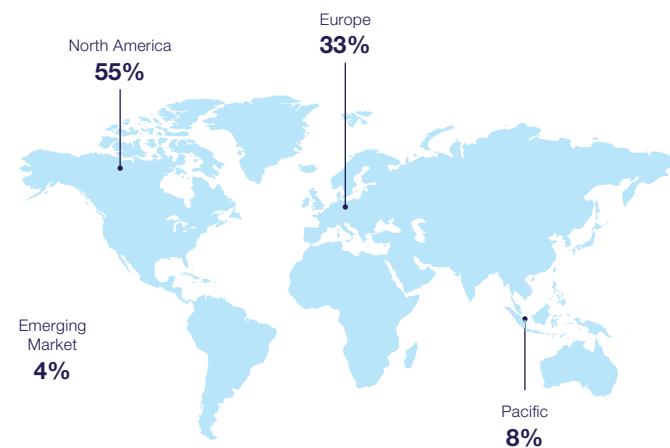 Europe
33%
North America
55%
Emerging
Market
4%
Pacific
8%